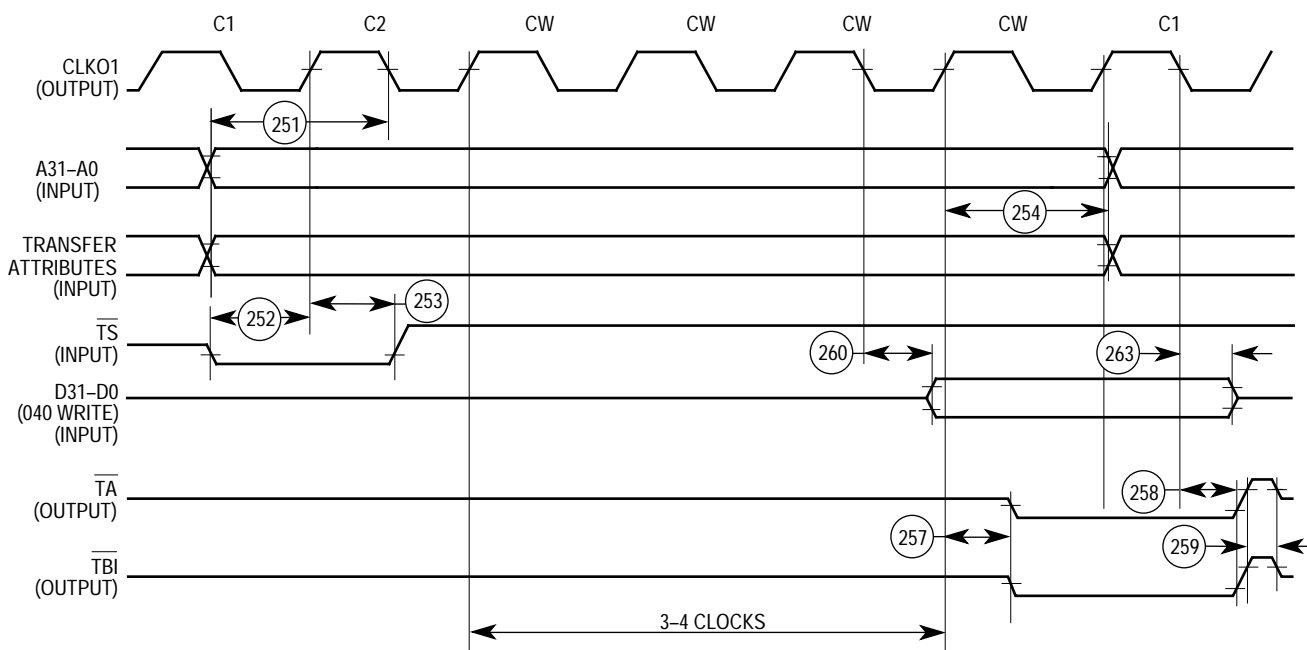 C1 C2 CW CW CW CW C1
CLKO1
(OUTPUT)
251
A31–A0
(INPUT)
254
TRANSFER
ATTRIBUTES
(INPUT)
252
253
TS
(INPUT)
260
263
D31–D0
(040 WRITE)
(INPUT)
TA
(OUTPUT)
258
257
259
TBI
(OUTPUT)
3–4 CLOCKS